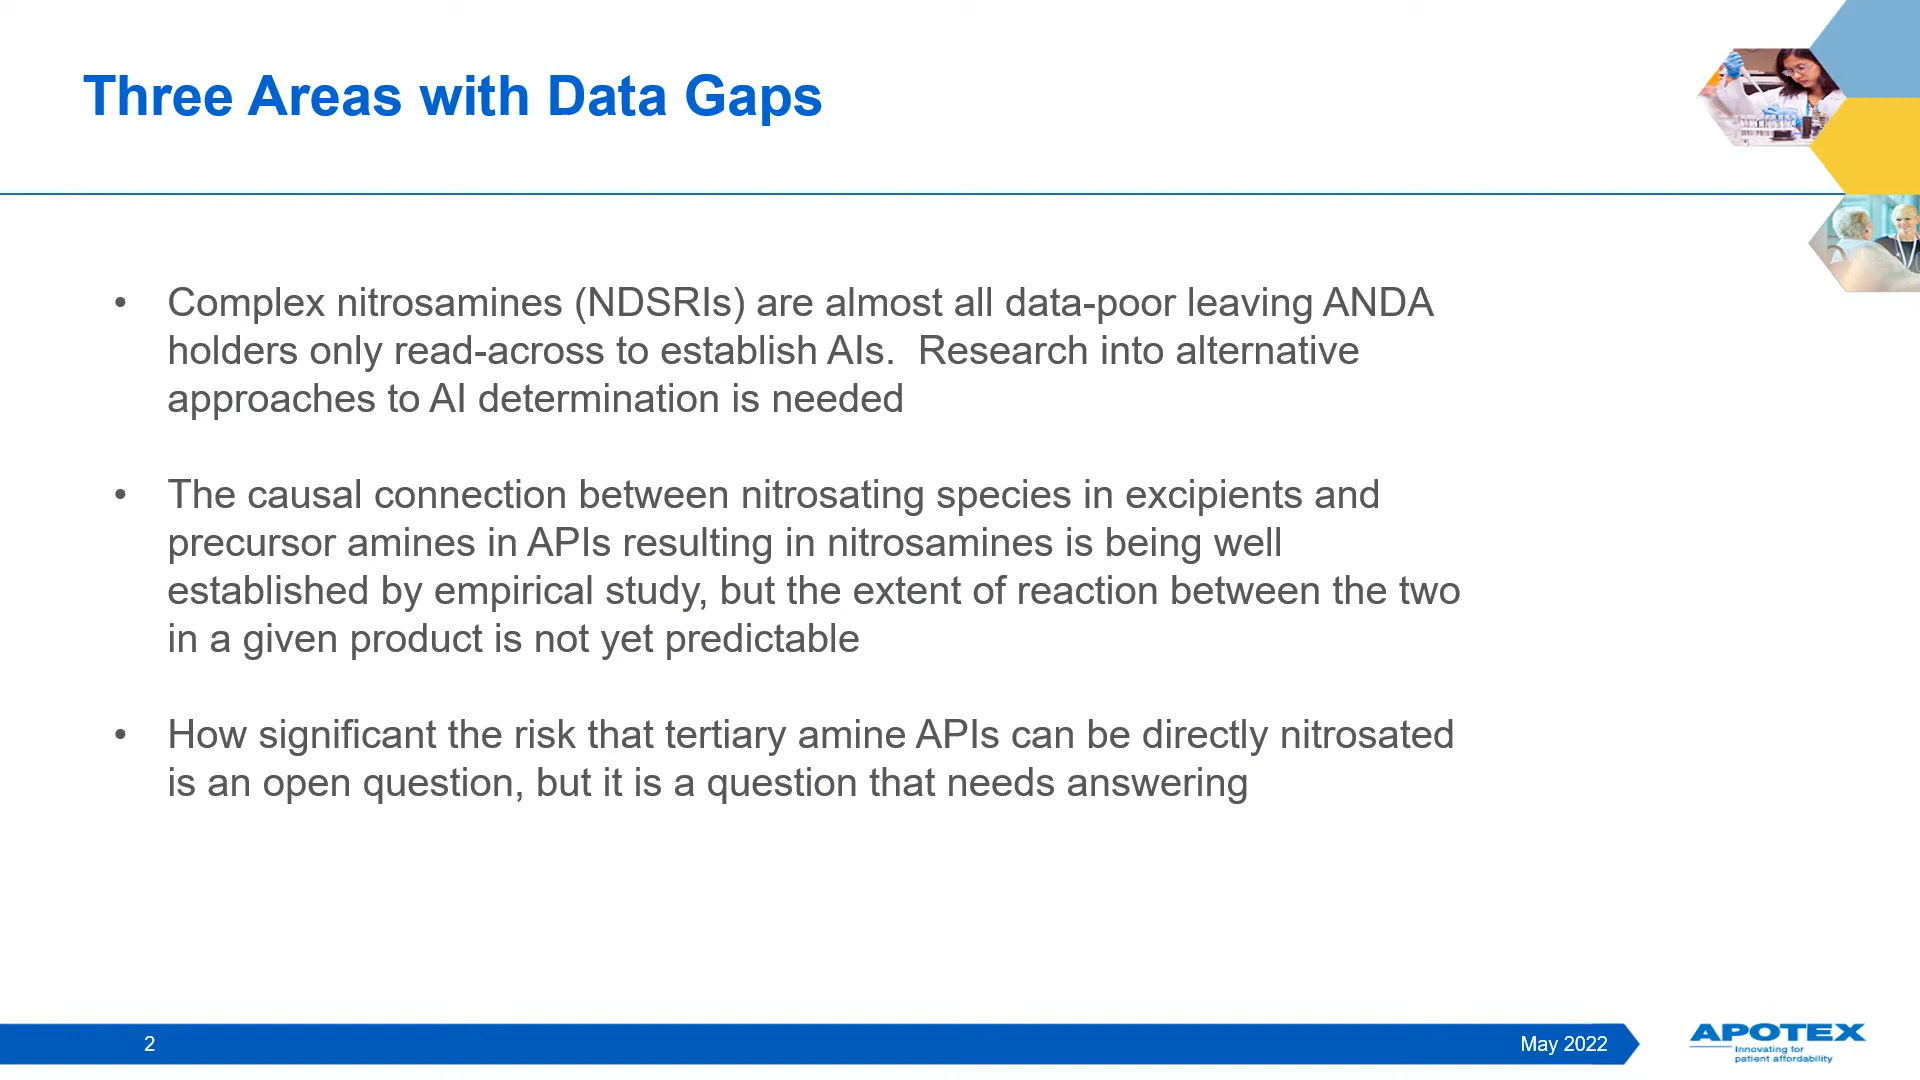 Three Areas with Data Gaps
• Complex nitrosamines (NDSRIs) are almost all data-poor leaving ANDA
holders only read-across to establish AIs.  Research into alternative
approaches to AI determination is needed
• The causal connection between nitrosating species in excipients and
precursor amines in APIs resulting in nitrosamines is being well
established by empirical study, but the extent of reaction between the two
in a given product is not yet predictable
• How significant the risk that tertiary amine APIs can be directly nitrosated
is an open question, but it is a question that needs answering
2
May 2022
APOTEX
Innovating for
patient affordability